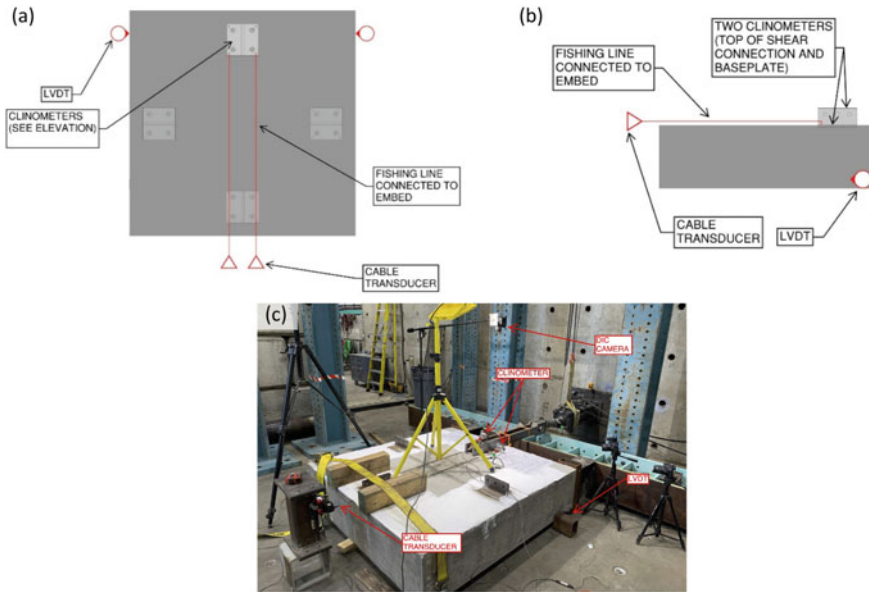 (a)
LVDT
CLINOMETERS
(SEE ELEVATION)
FISHING LINE
CONNECTED TO
EMBED
CABLE
TRANSDUCER
(b)
TWO CLINOMETERS
(TOP OF SHEAR
CONNECTION AND
BASEPLATE)
FISHING LINE
CONNECTED TO
EMBED
CABLE
TRANSDUCER
LVDT
(c)
DIC
CAMERA
CLINOMETER
LVDT
CABLE
TRANSDUCER